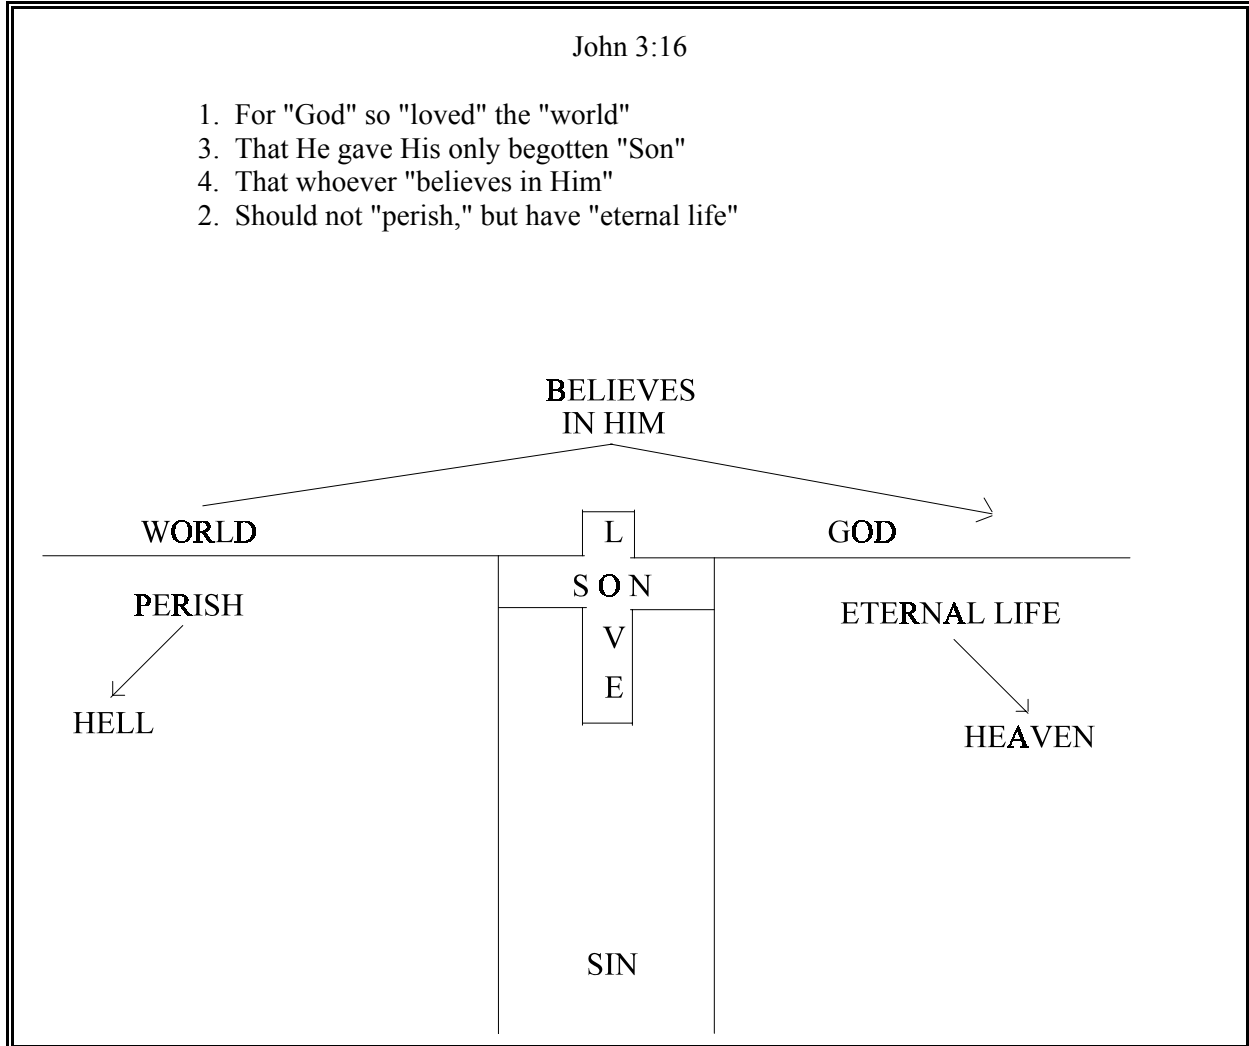 John 3:16
1. For "God" so "loved" the "world"
3. That He gave His only begotten "Son"
4. That whoever "believes in Him"
2. Should not "perish," but have "eternal life"
BELIEVES
IN HIM
WORLD
L
GOD
S O N
PERISH
ETERNAL LIFE
V
E
HELL
HEAVEN
SIN